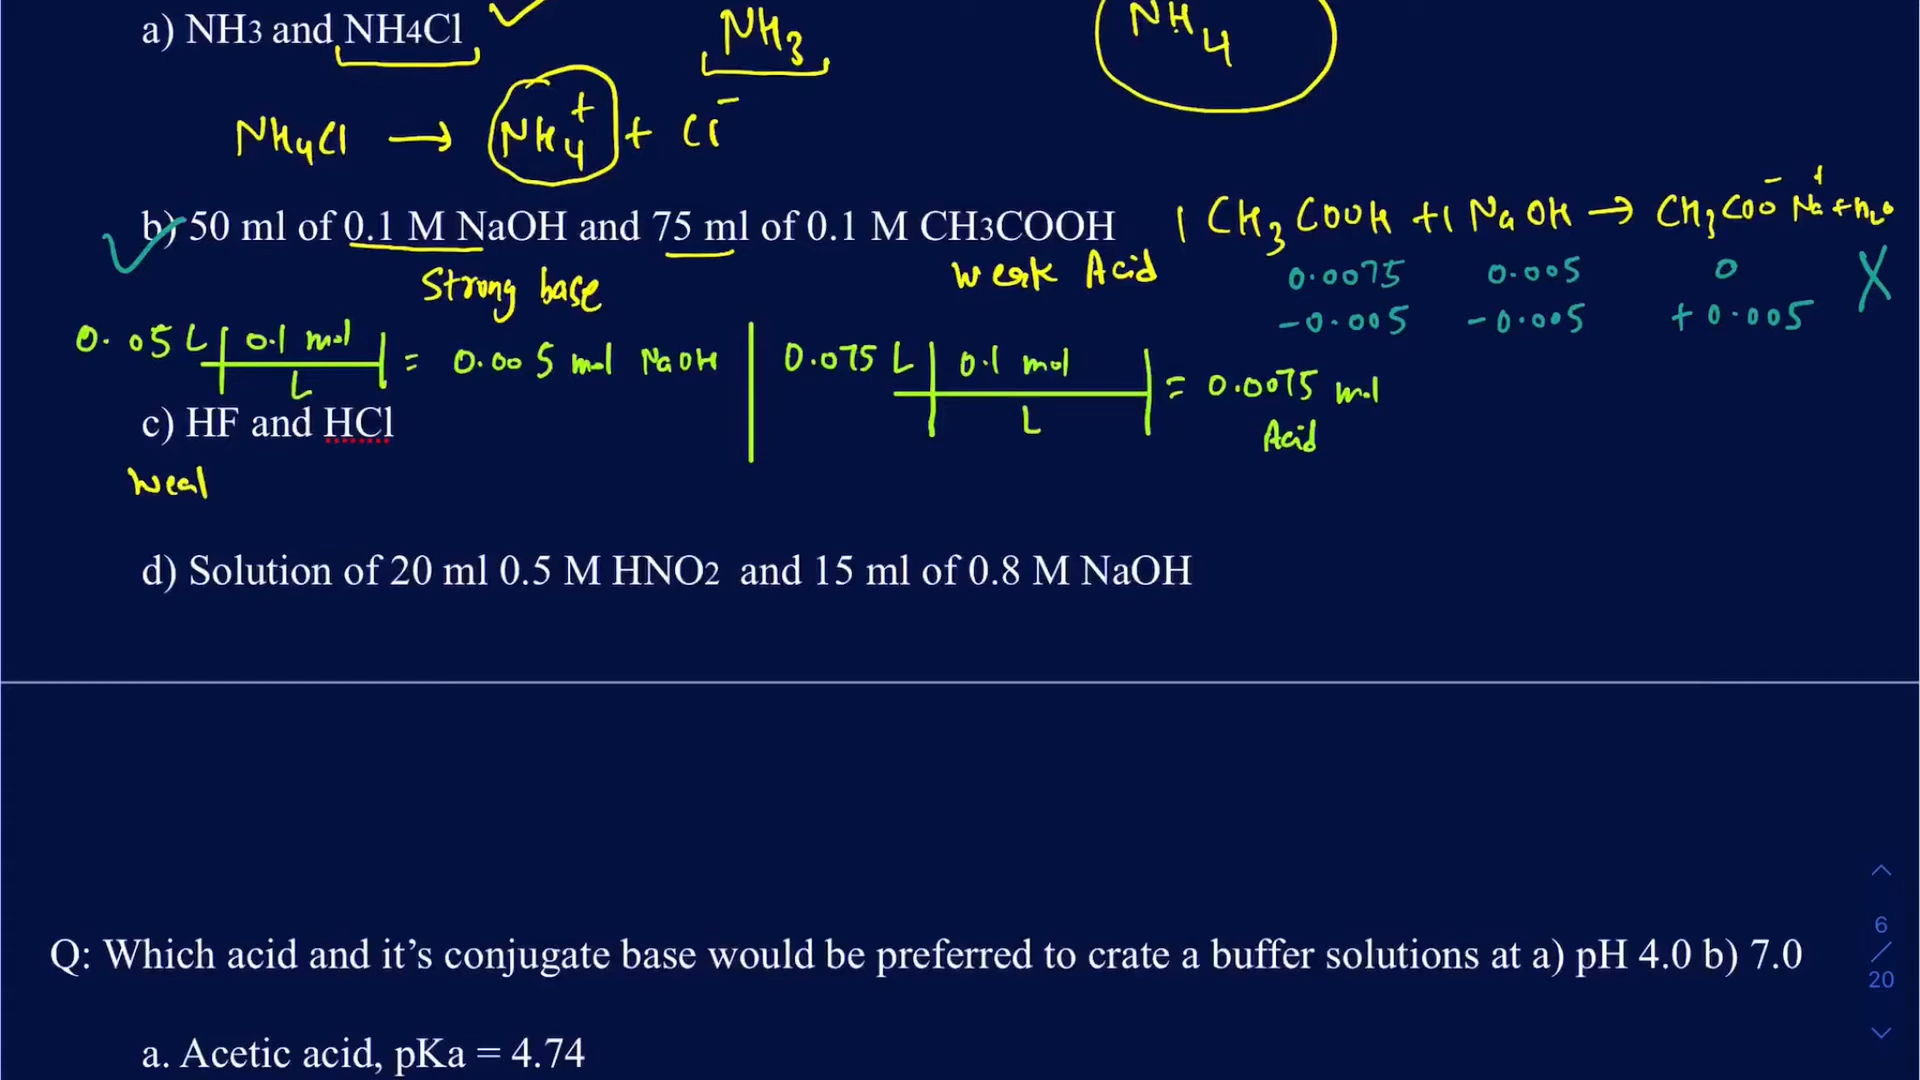 a) NH3 and NH4Cl
NH3
NH4
NH4Cl → NH4+ + Cl-
b) 50 ml of 0.1 M NaOH and 75 ml of 0.1 M CH3COOH
1 CH3COOH + 1 NaOH → CH3COO- Na+ + H2O
Strong base
weak Acid
0.0075 0.005 0 X
-0.005 -0.005 +0.005
0.05 L | 0.1 mol / L = 0.005 mol NaOH
0.075 L | 0.1 mol / L = 0.0075 mol
Acid
c) HF and HCl
weak
d) Solution of 20 ml 0.5 M HNO2 and 15 ml of 0.8 M NaOH
6
/
20
Q: Which acid and it’s conjugate base would be preferred to crate a buffer solutions at a) pH 4.0 b) 7.0
a. Acetic acid, pKa = 4.74